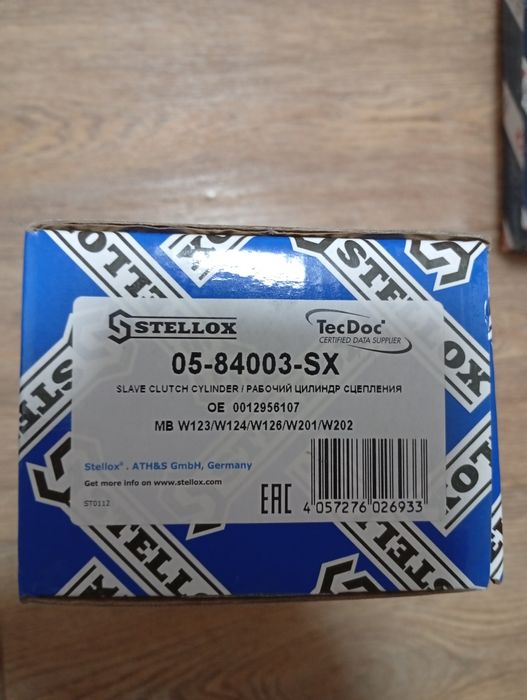 STELLOX
TecDoc
CERTIFIED DATA SUPPLIER
05-84003-SX
SLAVE CLUTCH CYLINDER / РАБОЧИЙ ЦИЛИНДР СЦЕПЛЕНИЯ
OE 0012956107
MB W123/W124/W126/W201/W202
Stellox® . ATH&S GmbH, Germany
Get more info on www.stellox.com
ST0112
EAC
4 057276 026933
STELLOX
STELLOX